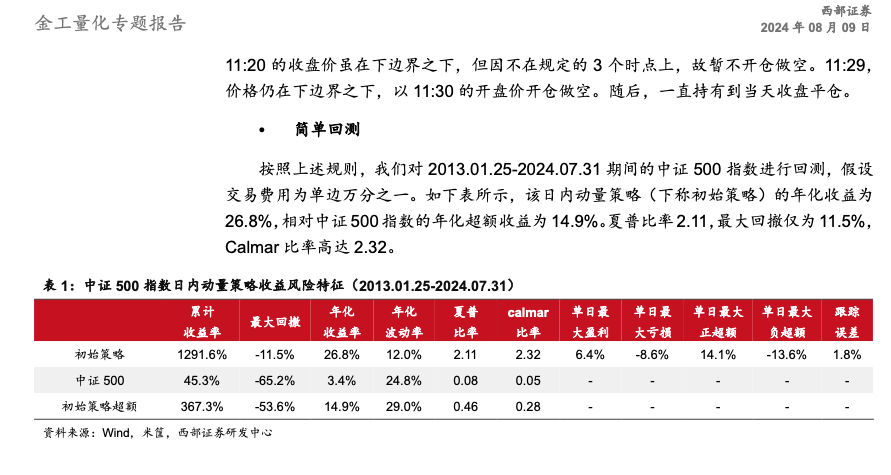 金工量化专题报告
西部证券
2024 年 08 月 09 日
11:20 的收盘价虽在下边界之下，但因不在规定的 3 个时点上，故暂不开仓做空。11:29，
价格仍在下边界之下，以 11:30 的开盘价开仓做空。随后，一直持有到当天收盘平仓。
• 简单回测
按照上述规则，我们对 2013.01.25-2024.07.31 期间的中证 500 指数进行回测，假设
交易费用为单边万分之一。如下表所示，该日内动量策略（下称初始策略）的年化收益为
26.8%，相对中证 500 指数的年化超额收益为 14.9%。夏普比率 2.11，最大回撤仅为 11.5%，
Calmar 比率高达 2.32。
表 1：中证 500 指数日内动量策略收益风险特征（2013.01.25-2024.07.31）
累计 年化 年化 夏普 calmar 单日最 单日最 单日最大 单日最大 跟踪
最大回撤
收益率 收益率 波动率 比率 比率 大盈利 大亏损 正超额 负超额 误差
初始策略 1291.6% -11.5% 26.8% 12.0% 2.11 2.32 6.4% -8.6% 14.1% -13.6% 1.8%
中证 500 45.3% -65.2% 3.4% 24.8% 0.08 0.05 - - - - -
初始策略超额 367.3% -53.6% 14.9% 29.0% 0.46 0.28 - - - - -
资料来源：Wind，米筐，西部证券研发中心